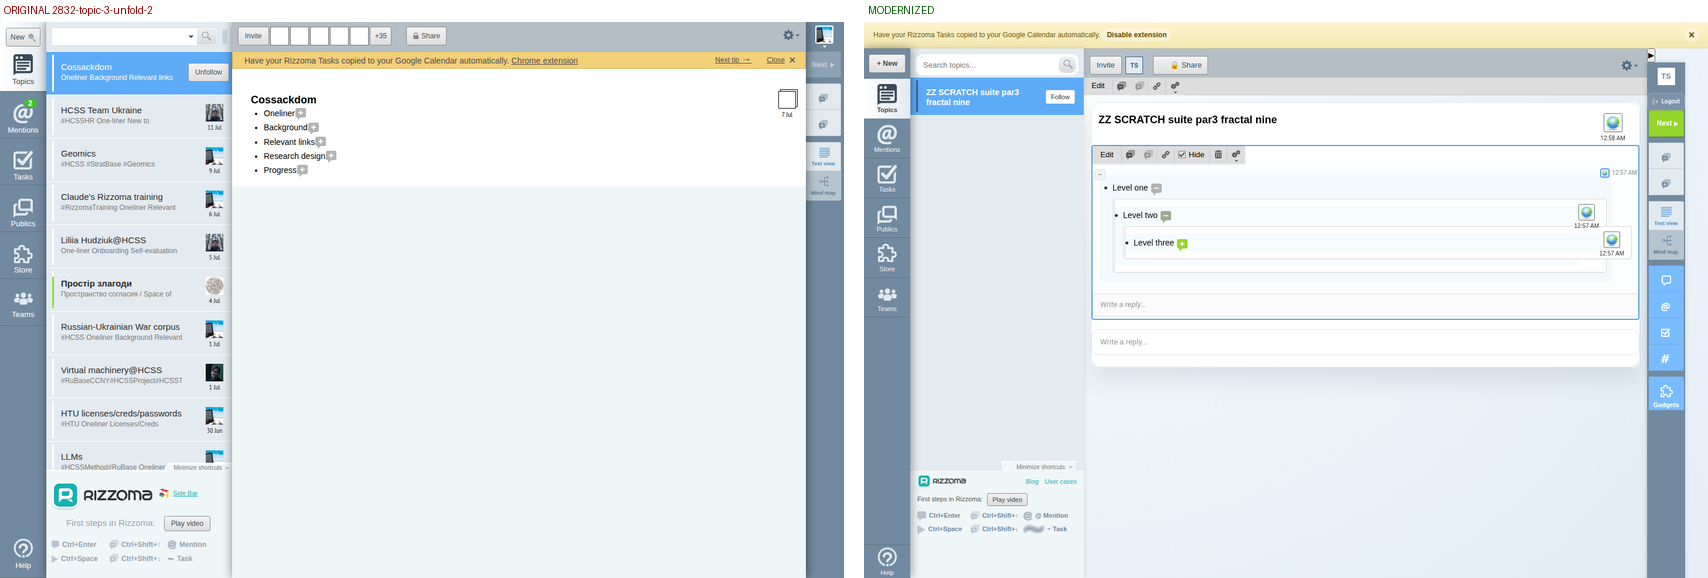 ORIGINAL 2832-topic-3-unfold-2
New
Topics
2
Mentions
Tasks
Publics
Store
Teams
Help
Cossackdom
Oneliner Background Relevant links
Unfollow
HCSS Team Ukraine
#HCSSHR One-liner New to
11 Jul
Geomics
#HCSS #StratBase #Geomics
9 Jul
Claude's Rizzoma training
#RizzomaTraining Oneliner Relevant
6 Jul
Liliia Hudziuk@HCSS
One-liner Onboarding Self-evaluation
5 Jul
Простір злагоди
Пространство согласия / Space of
4 Jul
Russian-Ukrainian War corpus
#HCSS Oneliner Background Relevant
1 Jul
Virtual machinery@HCSS
#RuBaseCCNY#HCSSProject#HCSST
1 Jul
HTU licenses/creds/passwords
#HTU Oneliner Licenses/Creds
30 Jun
LLMs
#HCSSMethod#RuBase Oneliner
Minimize shortcuts
RIZZOMA
Side Bar
First steps in Rizzoma:
Play video
Ctrl+Enter
Ctrl+Shift+↑
@ Mention
Ctrl+Space
Ctrl+Shift+↓
~ Task
Invite
+35
Share
Have your Rizzoma Tasks copied to your Google Calendar automatically. Chrome extension
Next tip →
Close ×
Cossackdom
• Oneliner
• Background
• Relevant links
• Research design
• Progress
7 Jul
Next
Text view
Mind map
MODERNIZED
Have your Rizzoma Tasks copied to your Google Calendar automatically. Disable extension
×
+ New
Topics
Mentions
Tasks
Publics
Store
Teams
Help
Search topics...
ZZ SCRATCH suite par3
fractal nine
Follow
Minimize shortcuts
RIZZOMA
Blog
User cases
First steps in Rizzoma:
Play video
Ctrl+Enter
Ctrl+Shift+↑
@ Mention
Ctrl+Space
Ctrl+Shift+↓
~ Task
Invite
TS
Share
Edit
ZZ SCRATCH suite par3 fractal nine
12:58 AM
Edit
Hide
12:57 AM
• Level one
• Level two
12:57 AM
• Level three
12:57 AM
Write a reply...
Write a reply...
TS
Logout
Next
Text view
Mind map
@
#
Gadgets